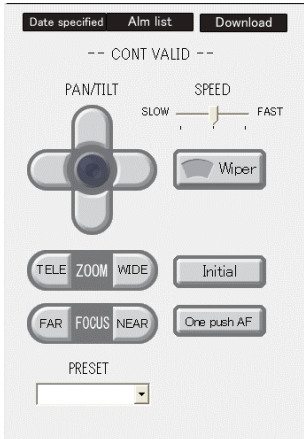 Date specified Alm list Download
-- CONT VALID --
PAN/TILT SPEED
SLOW FAST
Wiper
TELE ZOOM WIDE Initial
FAR FOCUS NEAR One push AF
PRESET